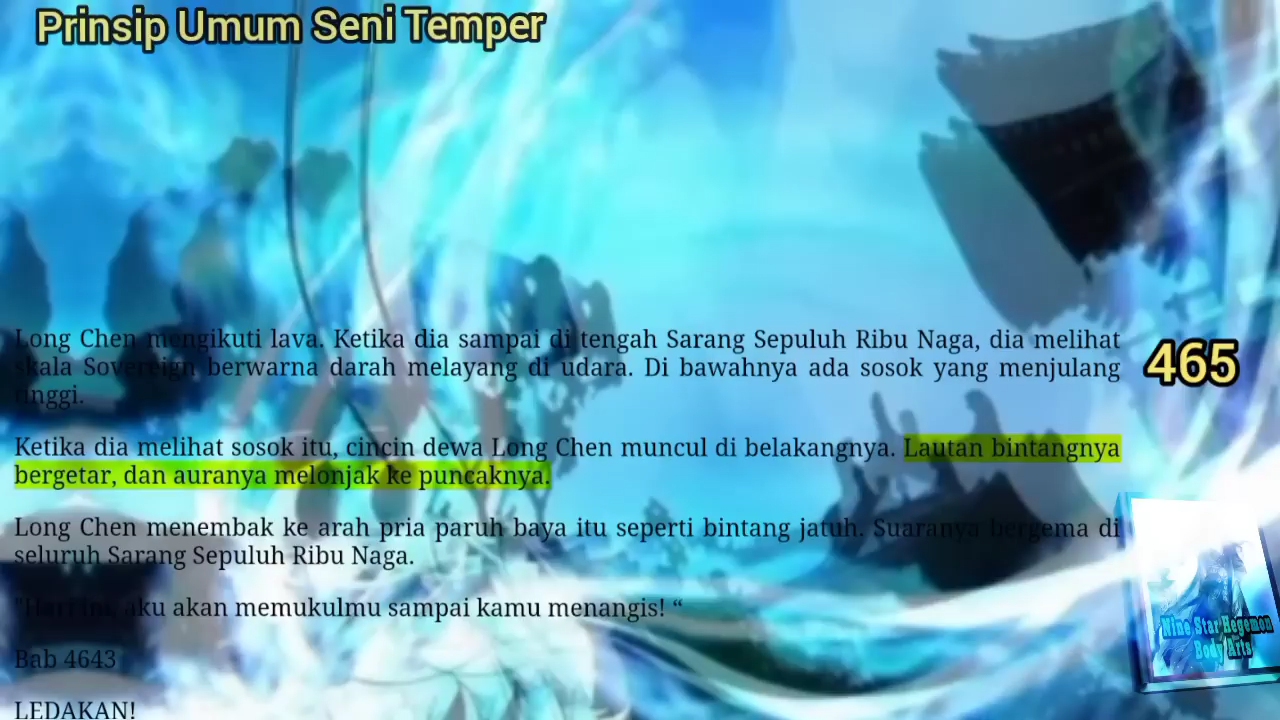 Prinsip Umum Seni Temper
Long Chen mengikuti lava. Ketika dia sampai di tengah Sarang Sepuluh Ribu Naga, dia melihat
skala Sovereign berwarna darah melayang di udara. Di bawahnya ada sosok yang menjulang
tinggi.
465
Ketika dia melihat sosok itu, cincin dewa Long Chen muncul di belakangnya. Lautan bintangnya
bergetar, dan auranya melonjak ke puncaknya.
Long Chen menembak ke arah pria paruh baya itu seperti bintang jatuh. Suaranya bergema di
seluruh Sarang Sepuluh Ribu Naga.
"Hari ini, aku akan memukulmu sampai kamu menangis! “
Bab 4643
LEDAKAN!
Nine Star Hegemon
Body Arts